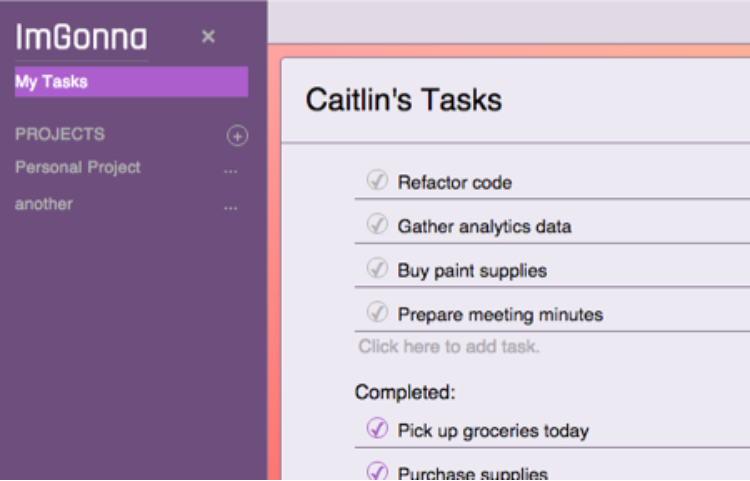 ImGonna
My Tasks
PROJECTS
Personal Project ...
another ...
Caitlin's Tasks
Refactor code
Gather analytics data
Buy paint supplies
Prepare meeting minutes
Click here to add task.
Completed:
Pick up groceries today
Purchase supplies